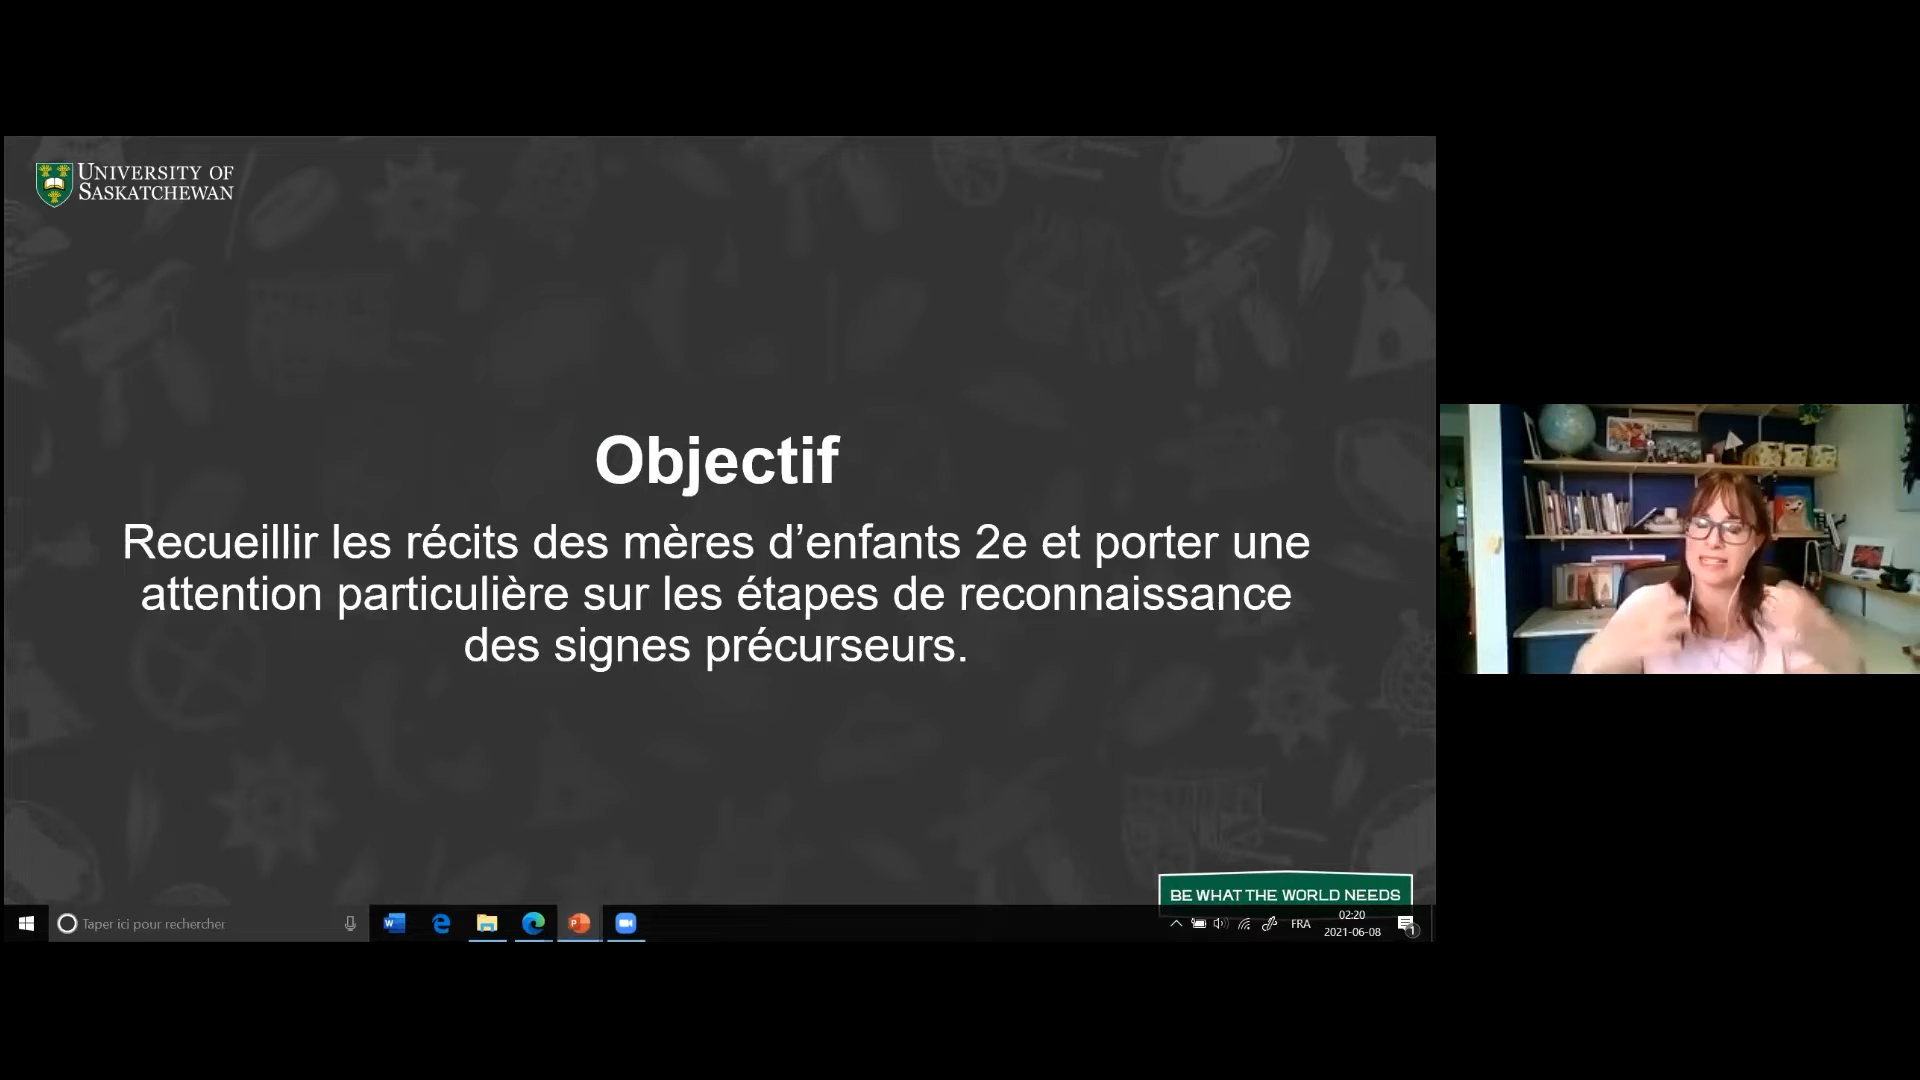 UNIVERSITY OF
SASKATCHEWAN
Objectif
Recueillir les récits des mères d’enfants 2e et porter une
attention particulière sur les étapes de reconnaissance
des signes précurseurs.
BE WHAT THE WORLD NEEDS
Taper ici pour rechercher
FRA
02:20
2021-06-08
1